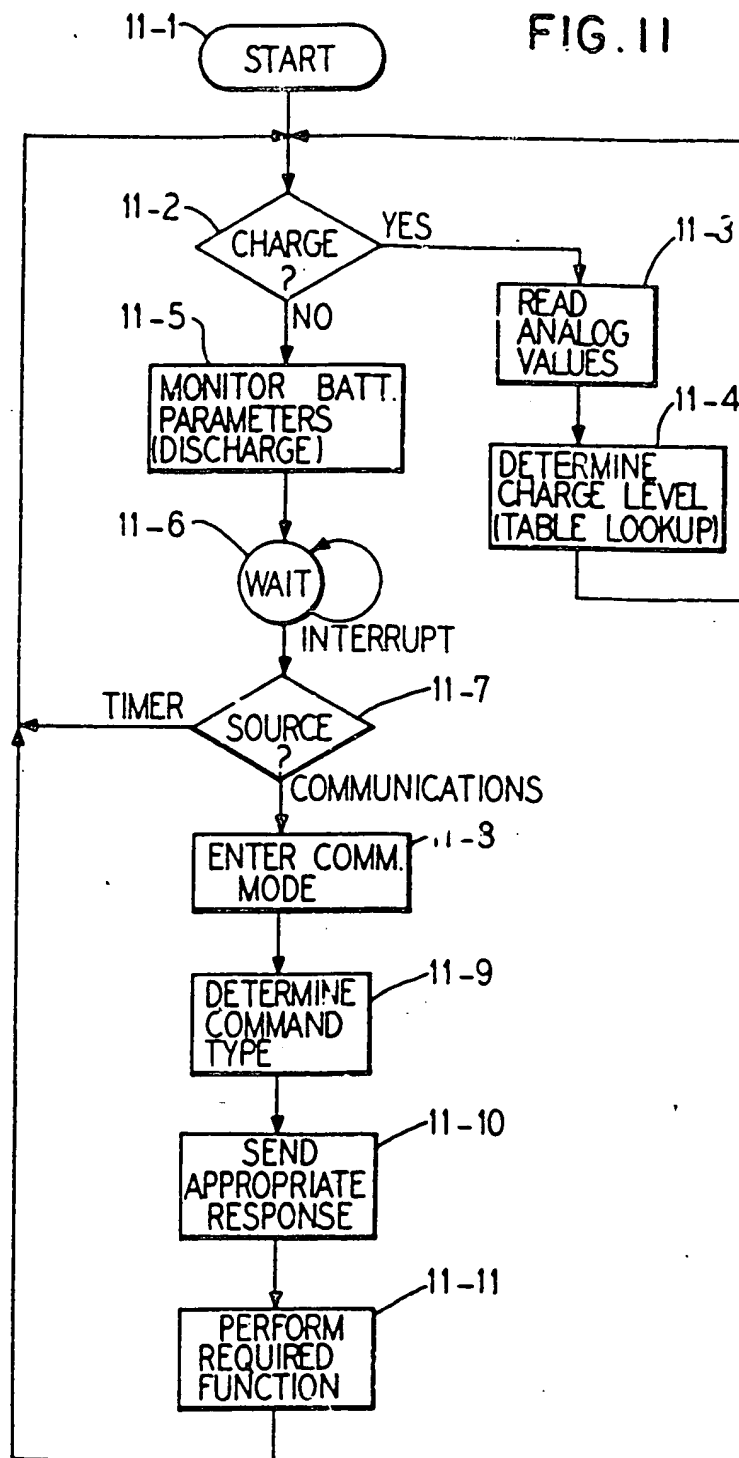 FIG. 11
11-1
START
11-2
CHARGE
?
YES
NO
11-3
READ
ANALOG
VALUES
11-4
DETERMINE
CHARGE LEVEL
(TABLE LOOKUP)
11-5
MONITOR BATT.
PARAMETERS
(DISCHARGE)
11-6
WAIT
INTERRUPT
11-7
SOURCE
?
TIMER
COMMUNICATIONS
11-8
ENTER COMM.
MODE
11-9
DETERMINE
COMMAND
TYPE
11-10
SEND
APPROPRIATE
RESPONSE
11-11
PERFORM
REQUIRED
FUNCTION